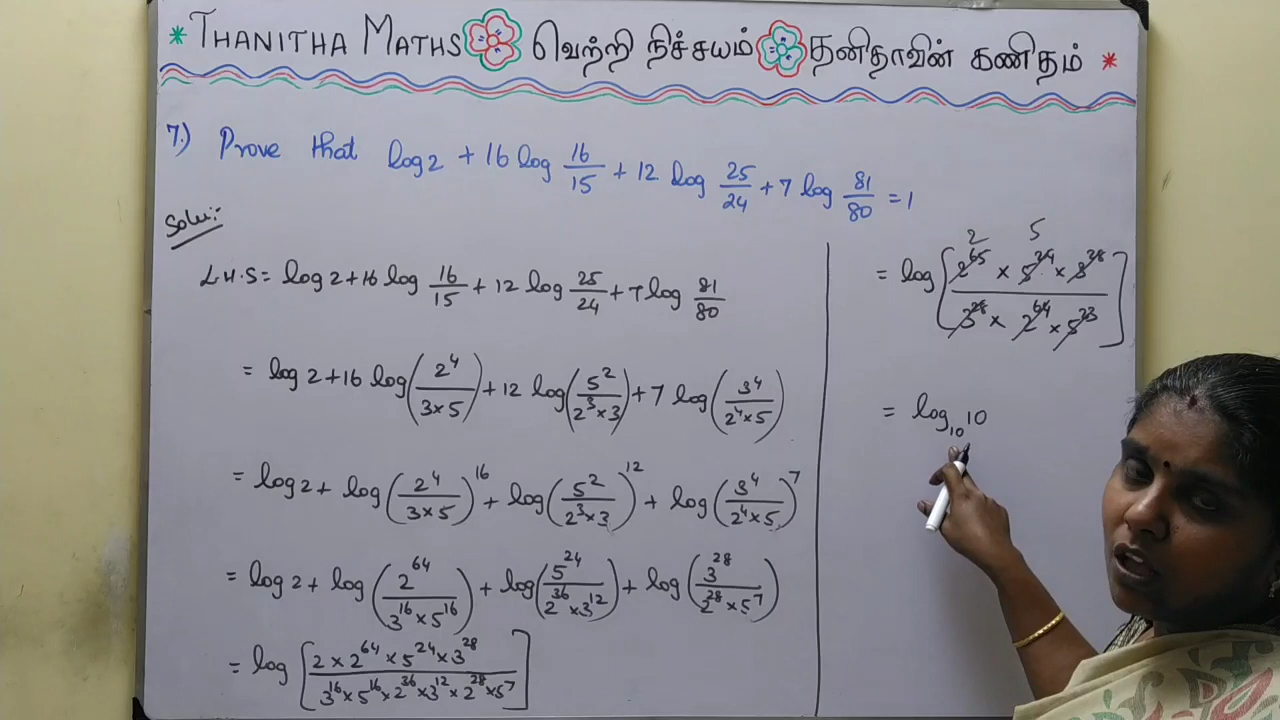 * THANITHA MATHS வெற்றி நிச்சயம் தனிதாவின் கணிதம் *
7.) Prove that log 2 + 16 log 16/15 + 12 log 25/24 + 7 log 81/80 = 1
Solu:-
L.H.S = log 2 + 16 log 16/15 + 12 log 25/24 + 7 log 81/80
= log 2 + 16 log (2^4/(3×5)) + 12 log (5^2/(2^3×3)) + 7 log (3^4/(2^4×5))
= log 2 + log (2^4/(3×5))^16 + log (5^2/(2^3×3))^12 + log (3^4/(2^4×5))^7
= log 2 + log (2^64/(3^16×5^16)) + log (5^24/(2^36×3^12)) + log (3^28/(2^28×5^7))
= log [(2×2^64×5^24×3^28)/(3^16×5^16×2^36×3^12×2^28×5^7)]
2 5
= log [(2^65×5^24×3^28)/(3^28×2^64×5^23)]
= log₁₀ 10